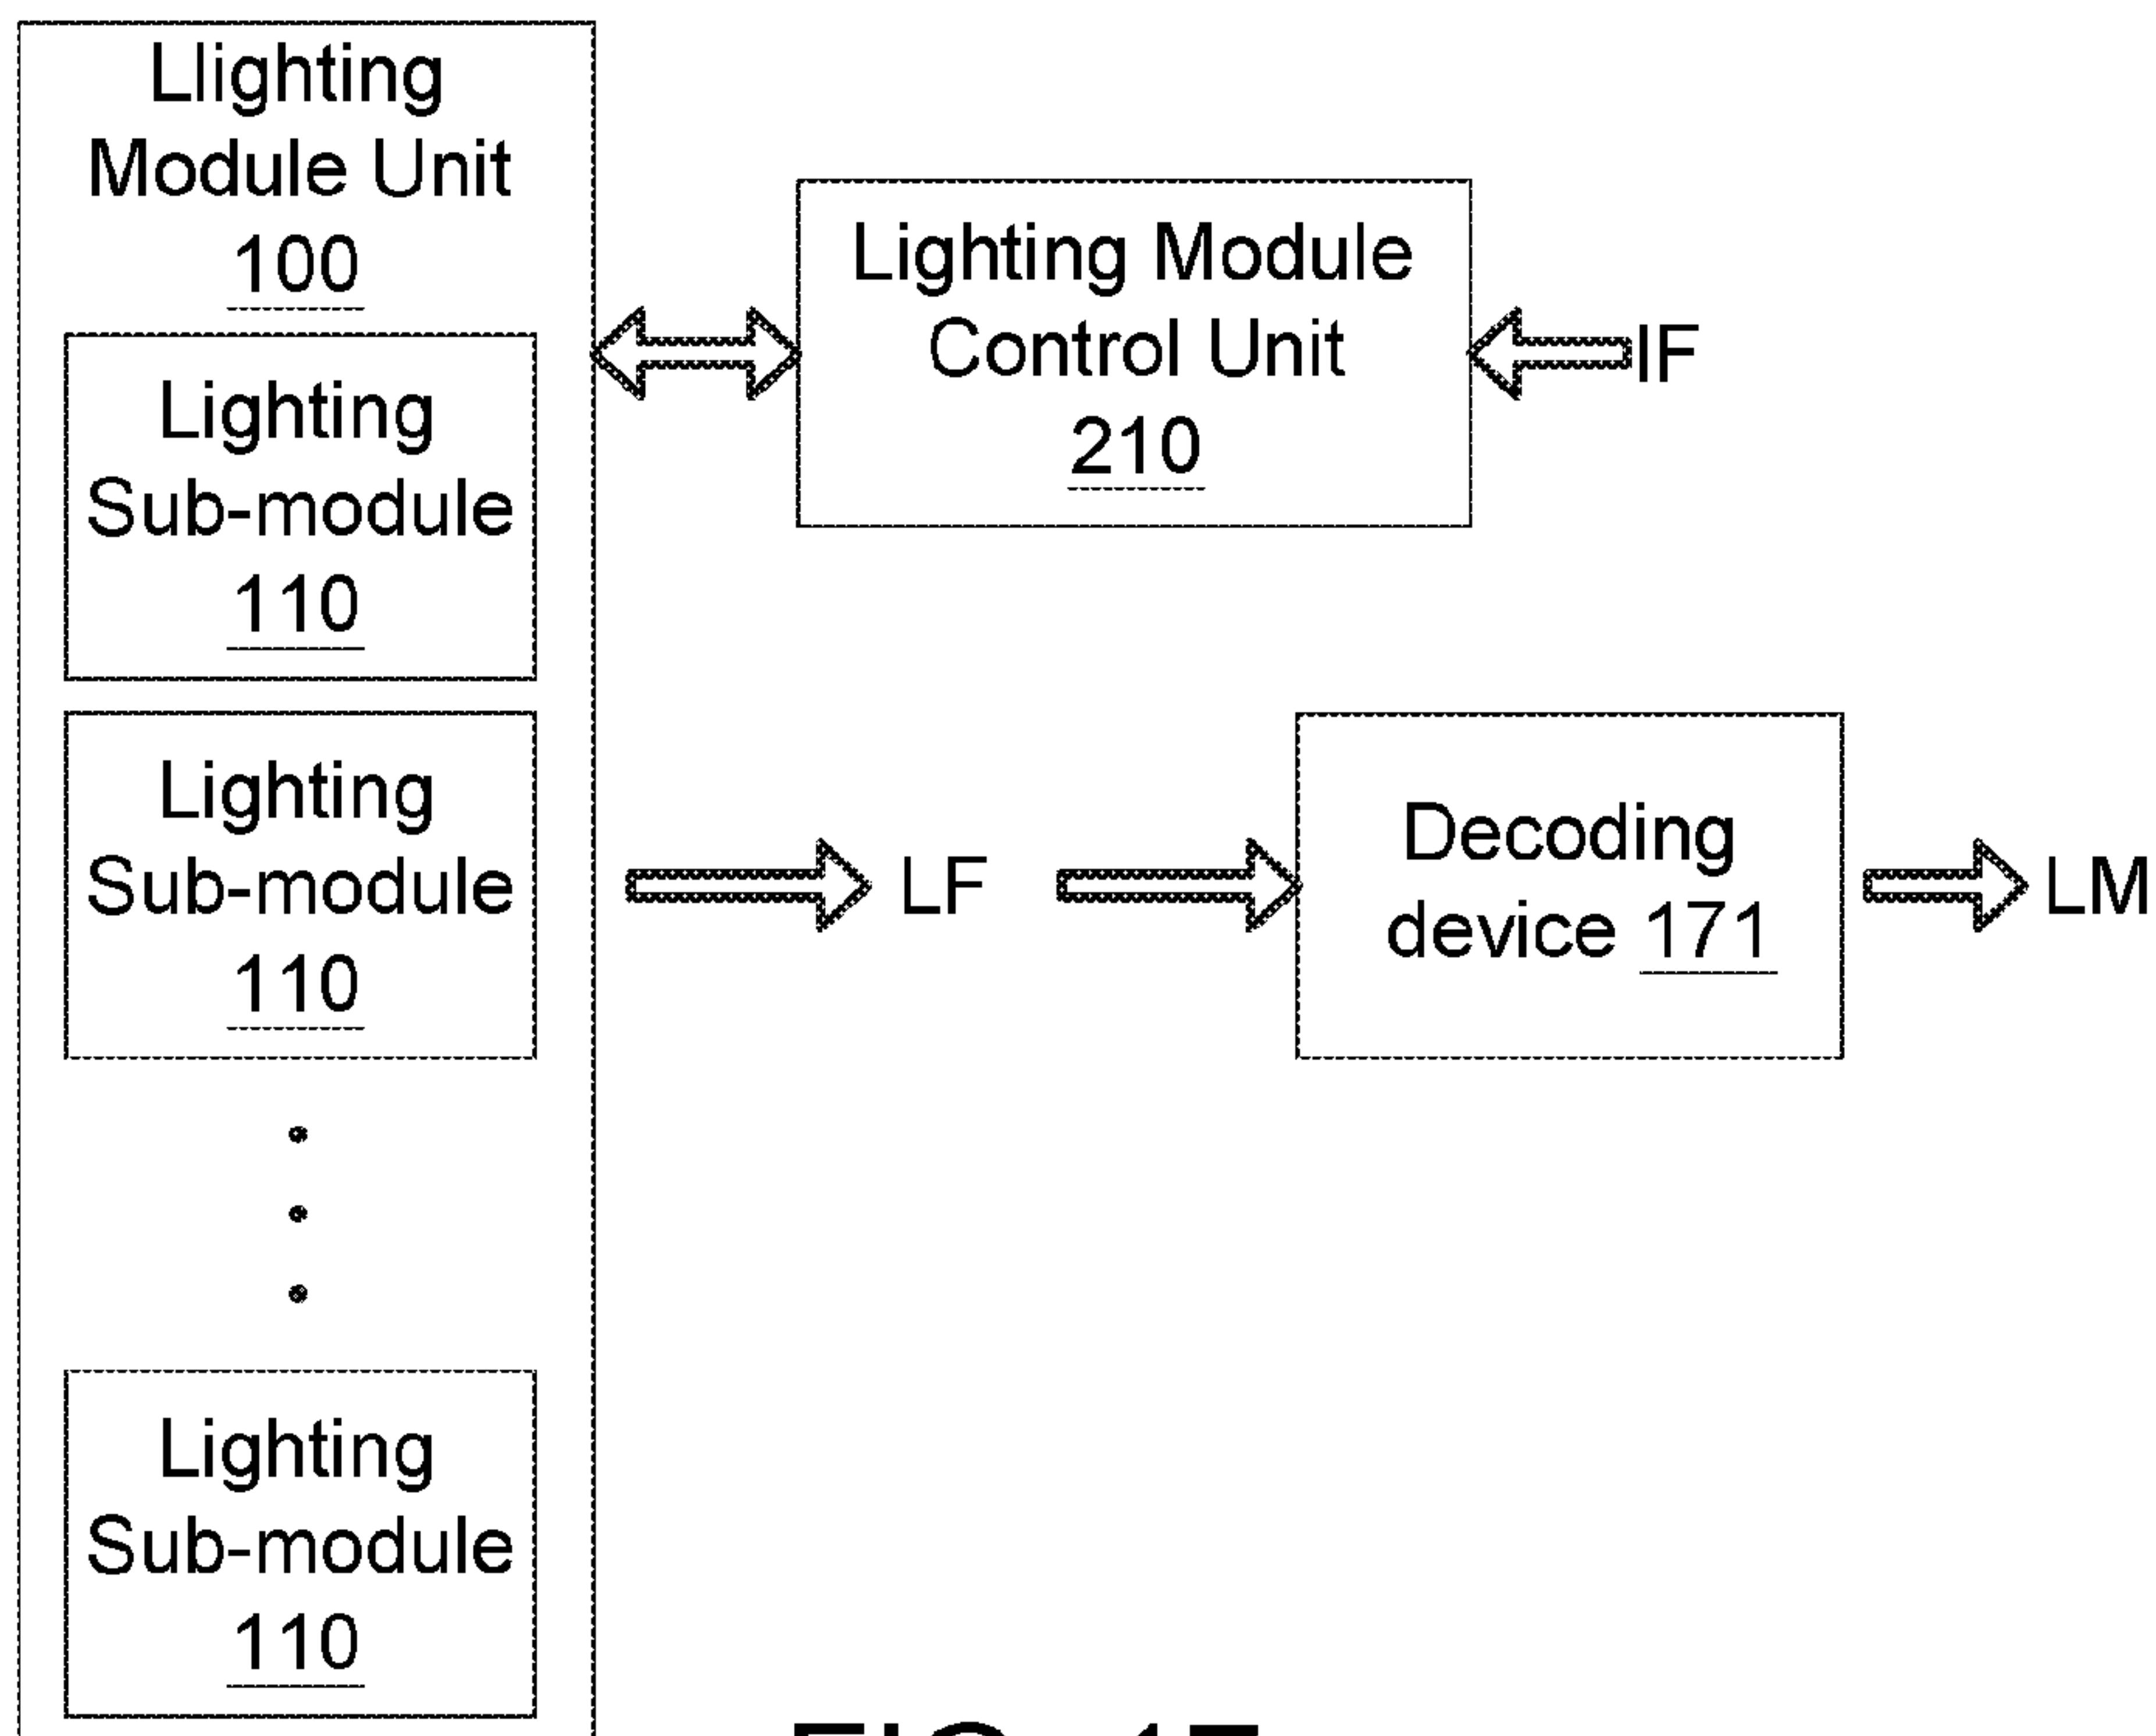 Llighting
Module Unit
100
Lighting
Sub-module
110
Lighting Module
Control Unit
210
IF
Lighting
Sub-module
110
LF
Decoding
device 171
LM
Lighting
Sub-module
110